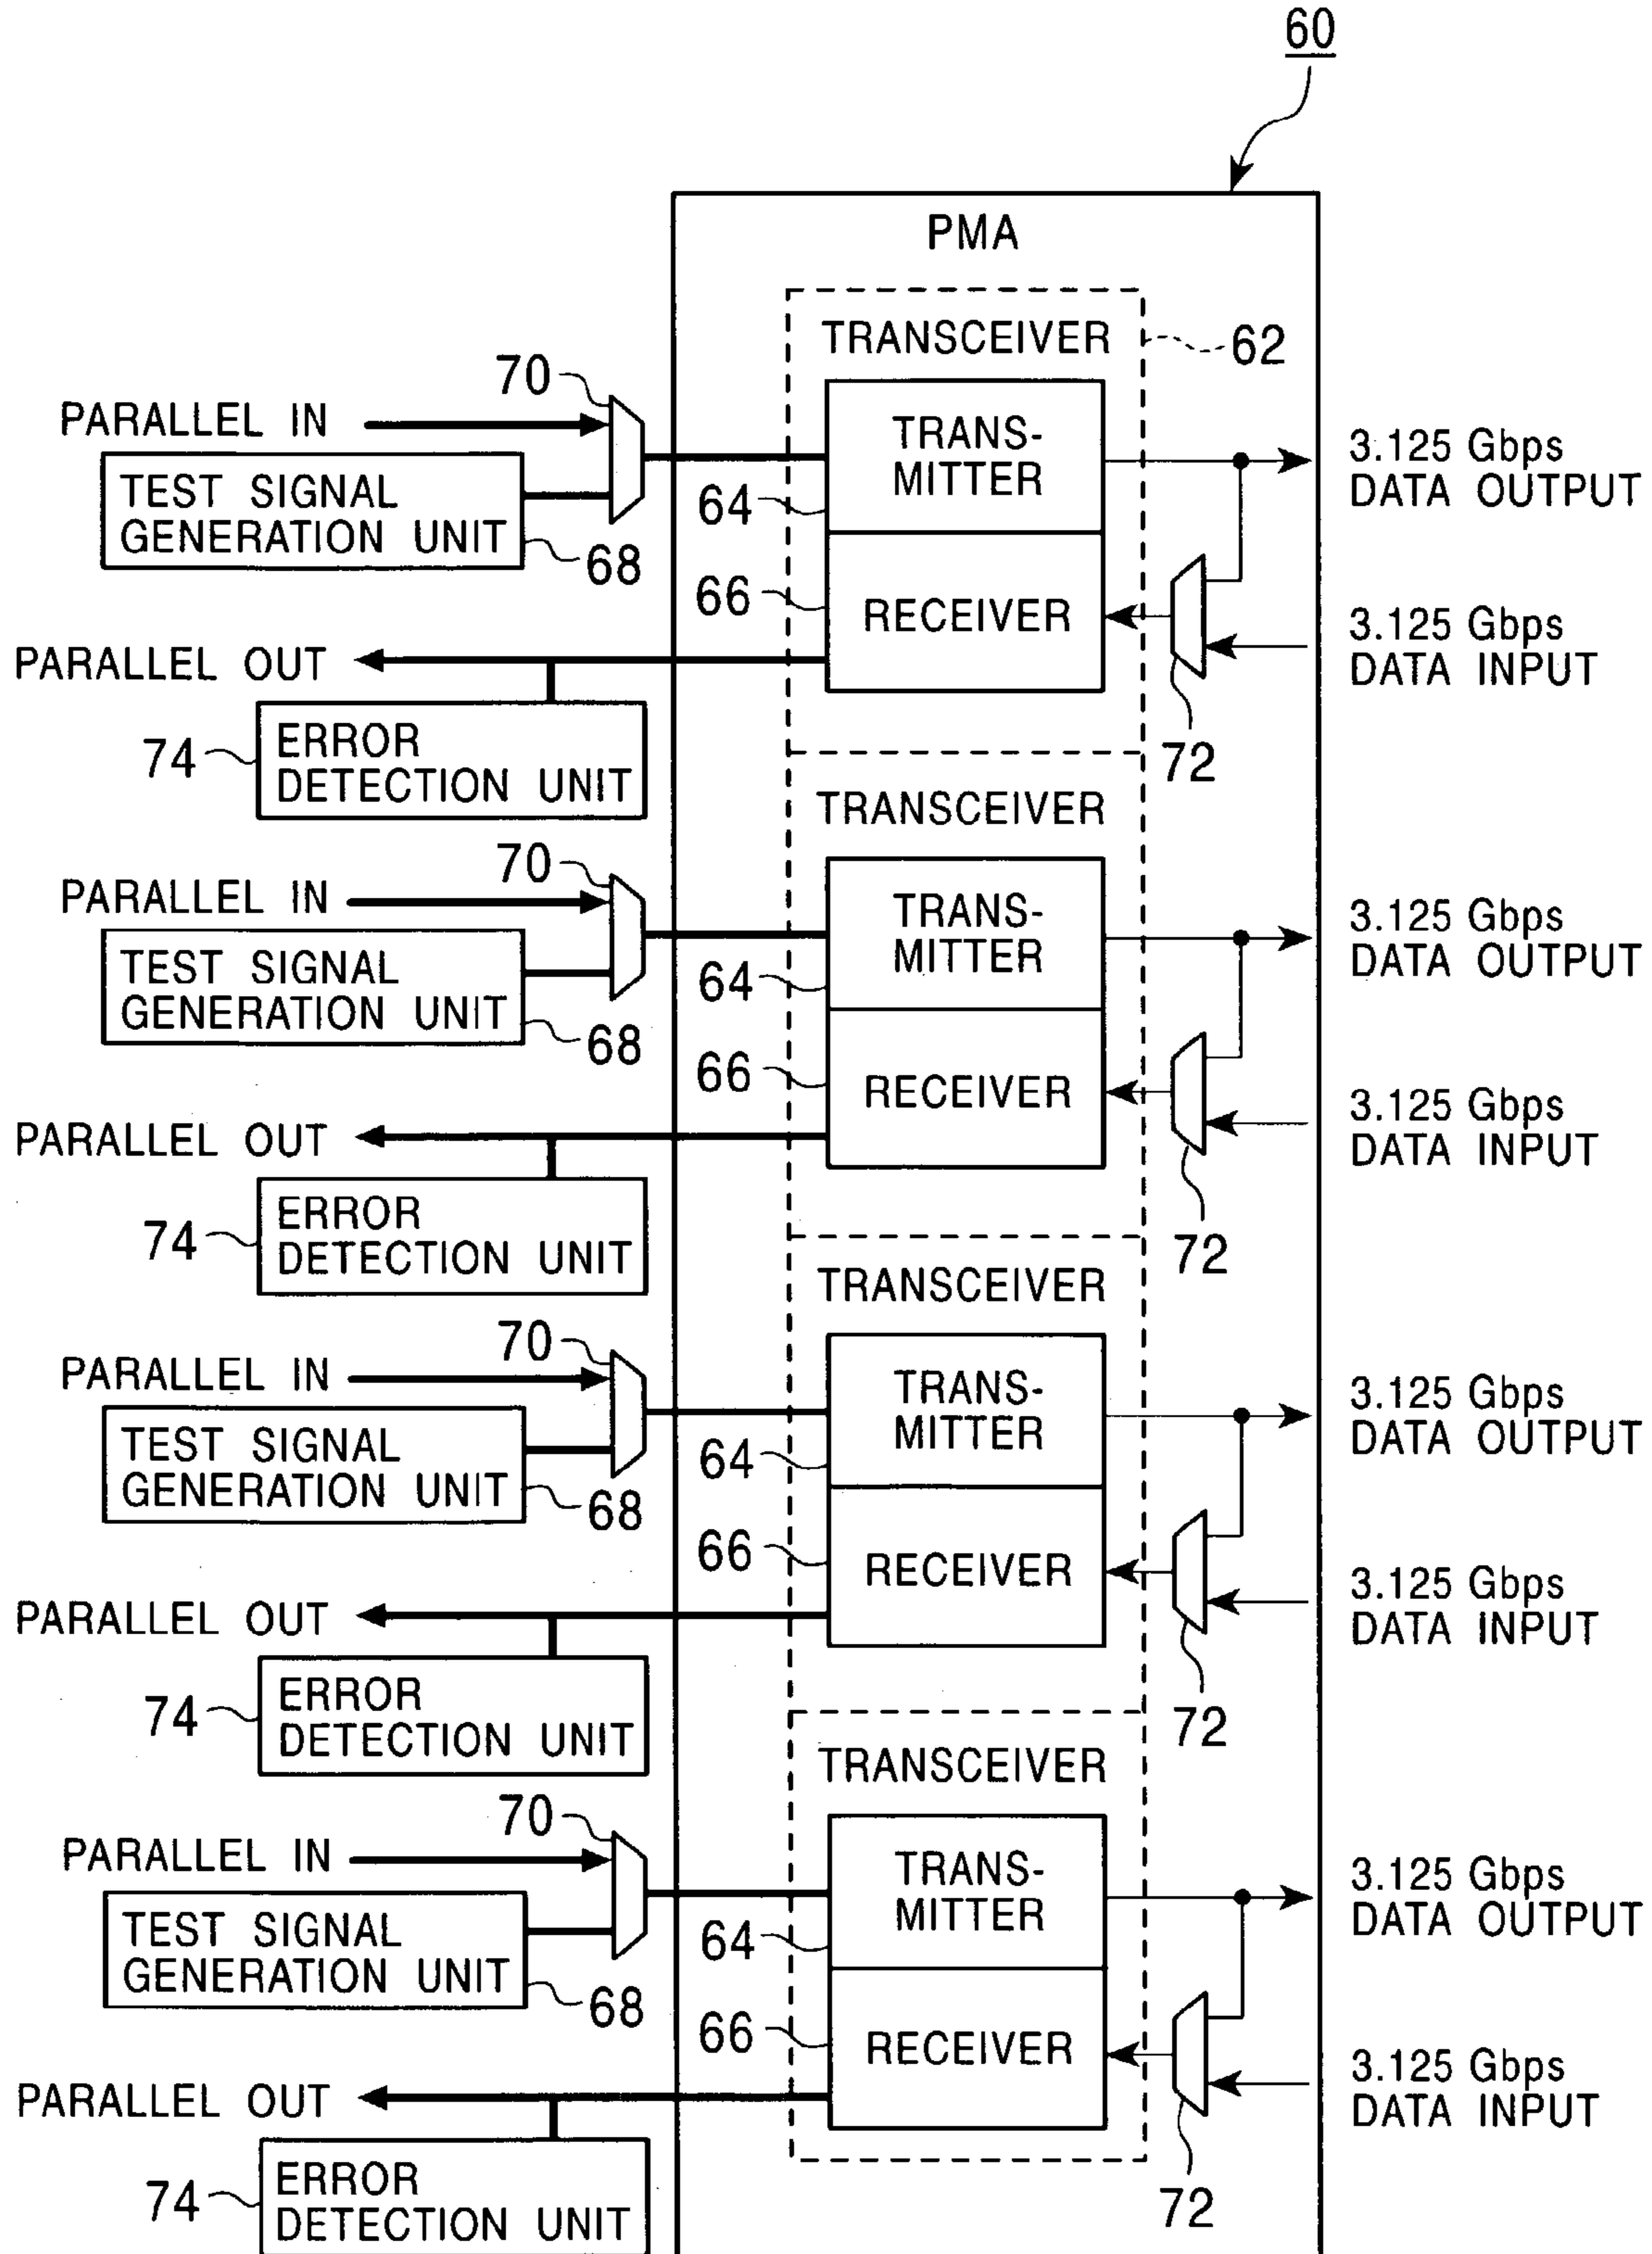 60
PMA
TRANSCEIVER
62
70
PARALLEL IN
TRANS-
MITTER
3.125 Gbps
DATA OUTPUT
TEST SIGNAL
GENERATION UNIT
64
68
66
RECEIVER
3.125 Gbps
DATA INPUT
PARALLEL OUT
72
74
ERROR
DETECTION UNIT
TRANSCEIVER
70
PARALLEL IN
TRANS-
MITTER
3.125 Gbps
DATA OUTPUT
TEST SIGNAL
GENERATION UNIT
64
68
66
RECEIVER
3.125 Gbps
DATA INPUT
PARALLEL OUT
74
ERROR
DETECTION UNIT
72
TRANSCEIVER
70
PARALLEL IN
TRANS-
MITTER
3.125 Gbps
DATA OUTPUT
TEST SIGNAL
GENERATION UNIT
64
68
66
RECEIVER
3.125 Gbps
DATA INPUT
PARALLEL OUT
74
ERROR
DETECTION UNIT
72
TRANSCEIVER
70
PARALLEL IN
TRANS-
MITTER
3.125 Gbps
DATA OUTPUT
TEST SIGNAL
GENERATION UNIT
64
68
66
RECEIVER
3.125 Gbps
DATA INPUT
PARALLEL OUT
74
ERROR
DETECTION UNIT
72